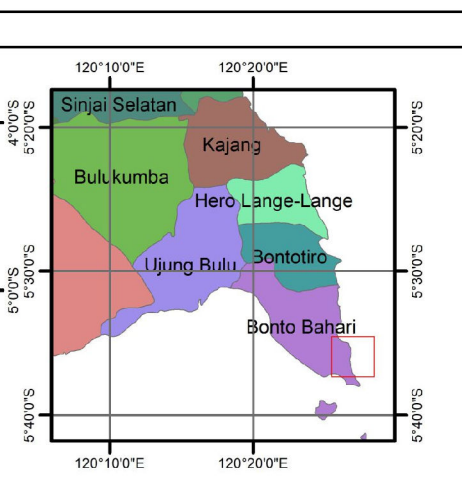 120°10'0"E 120°20'0"E
Sinjai Selatan
4°0'0"S
5°20'0"S
5°20'0"S
Kajang
Bulukumba
Hero Lange-Lange
Ujung Bulu
Bontotiro
5°0'0"S
5°30'0"S
5°30'0"S
Bonto Bahari
5°40'0"S
5°40'0"S
120°10'0"E 120°20'0"E